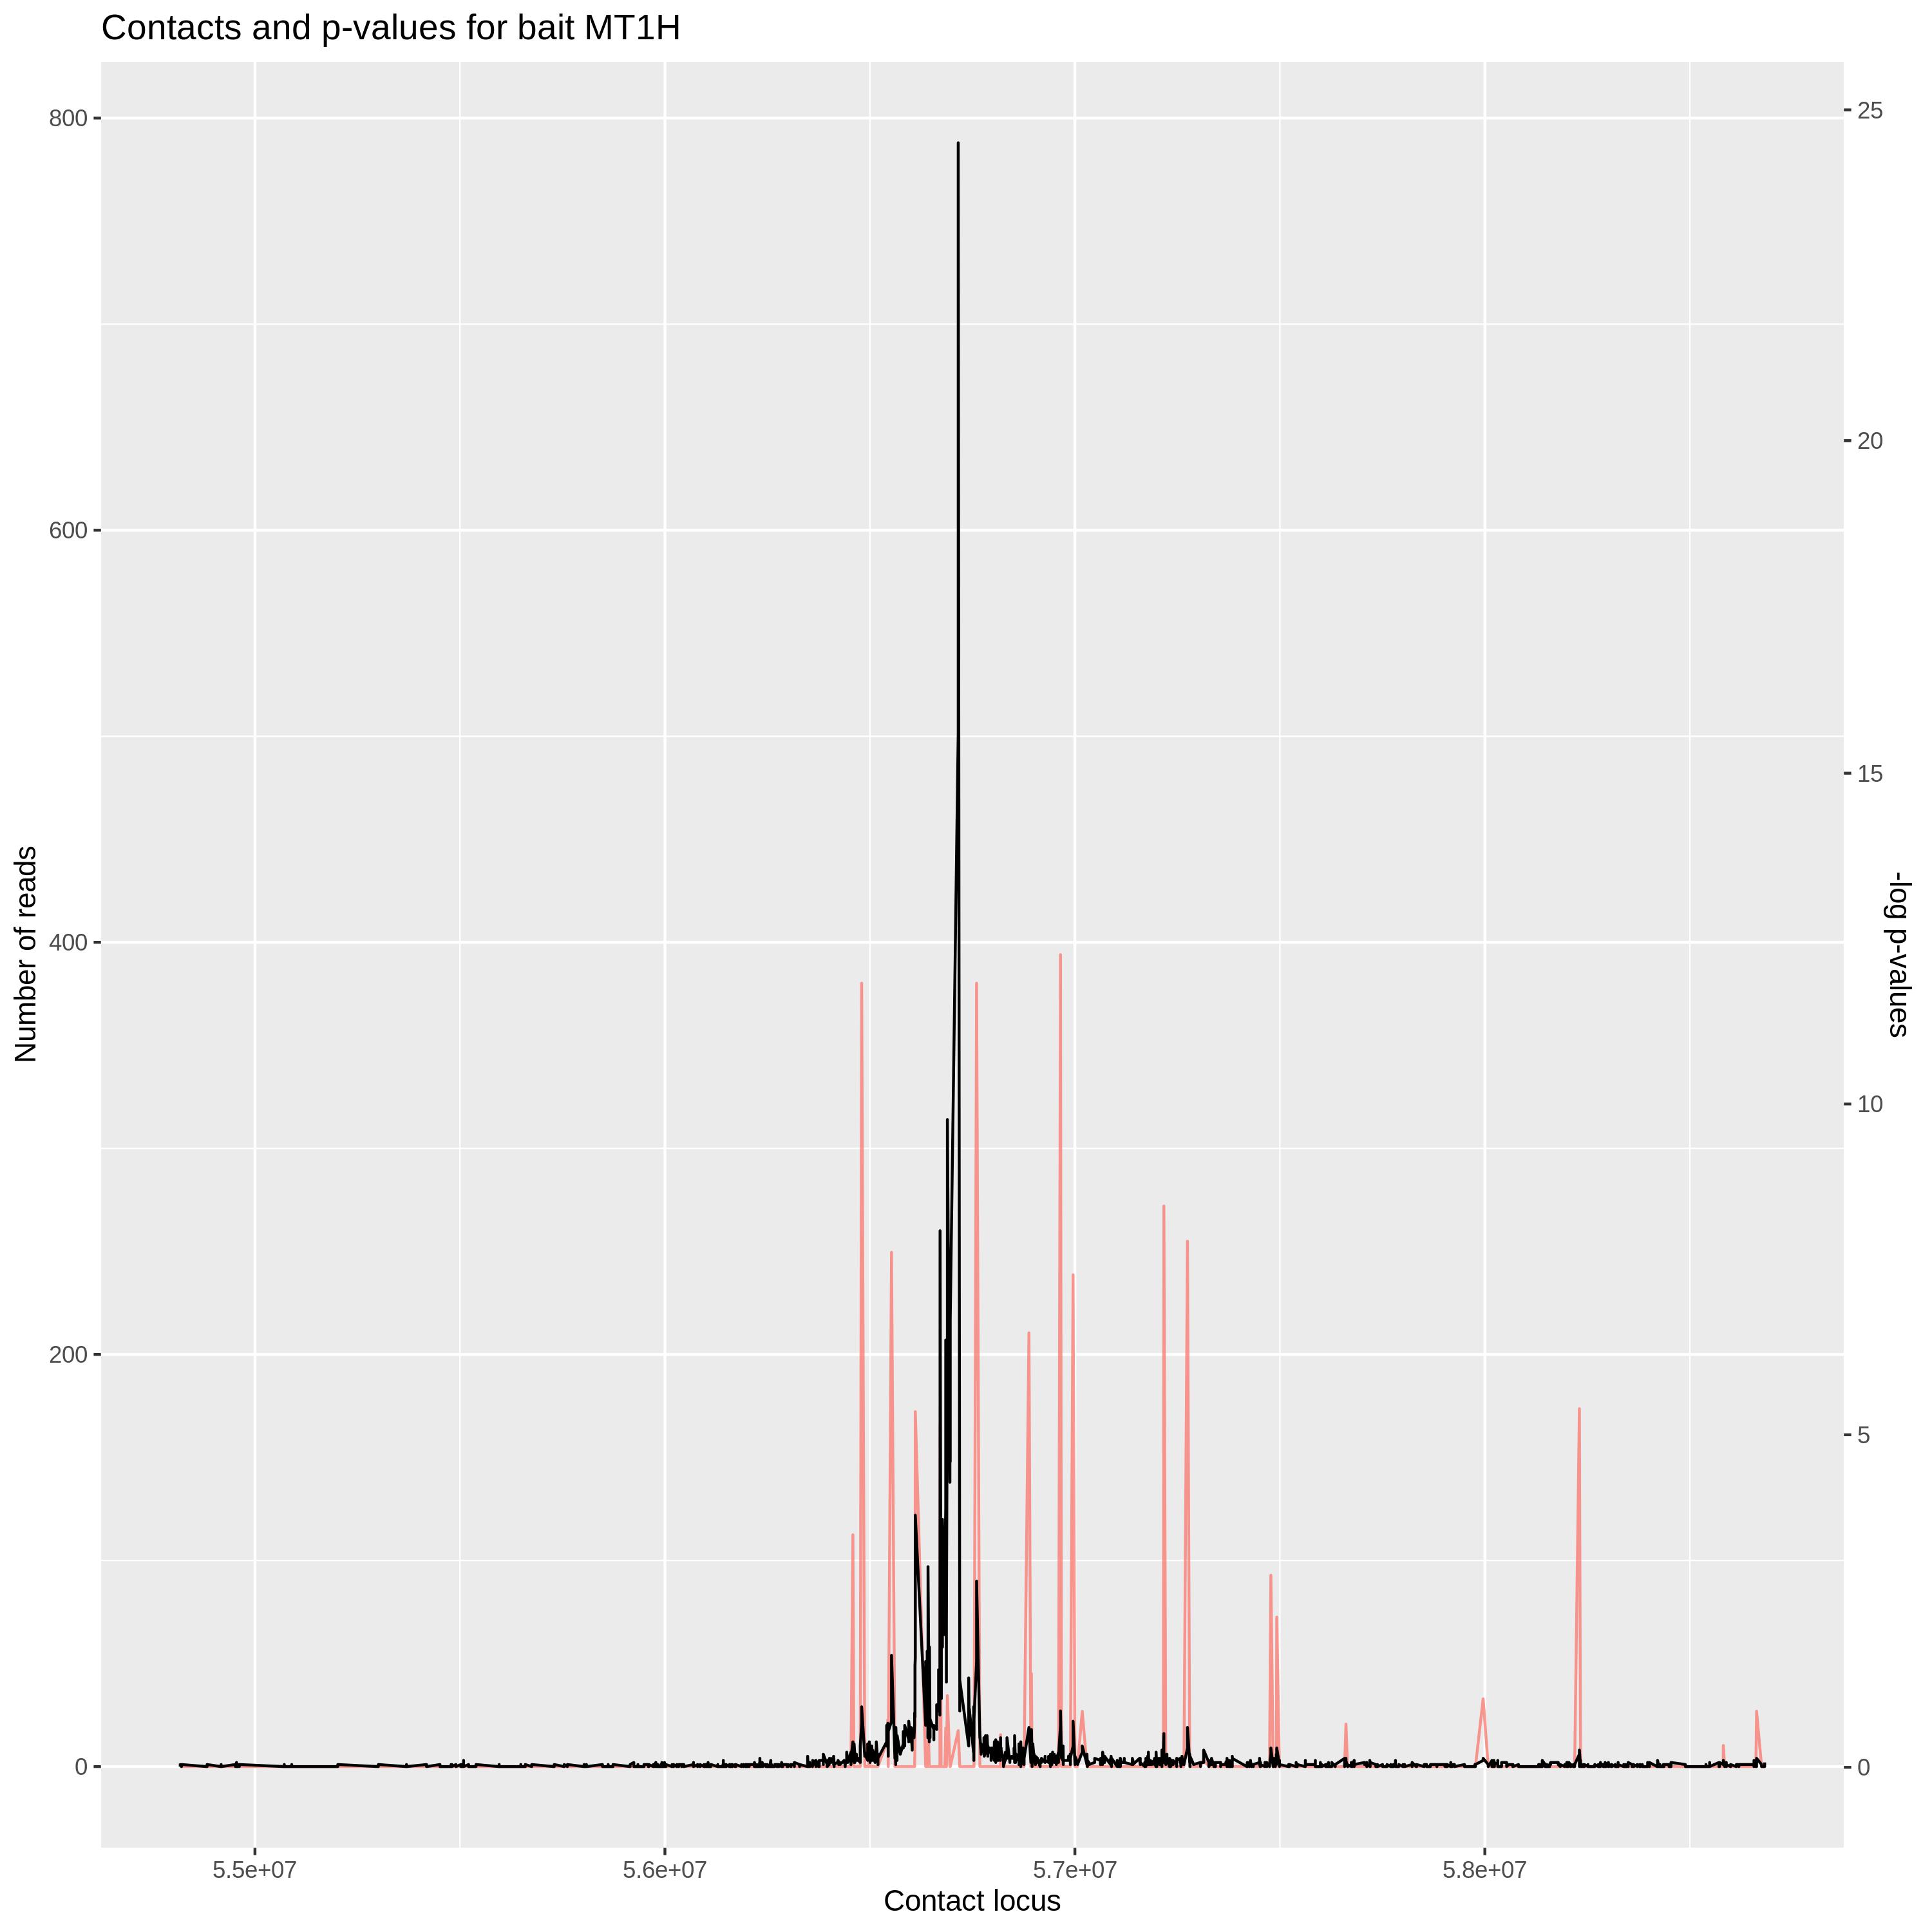 Contacts and p-values for bait MT1H
800
600
400
200
0
Number of reads
25
20
15
10
5
0
-log p-values
5.5e+07
5.6e+07
5.7e+07
5.8e+07
Contact locus